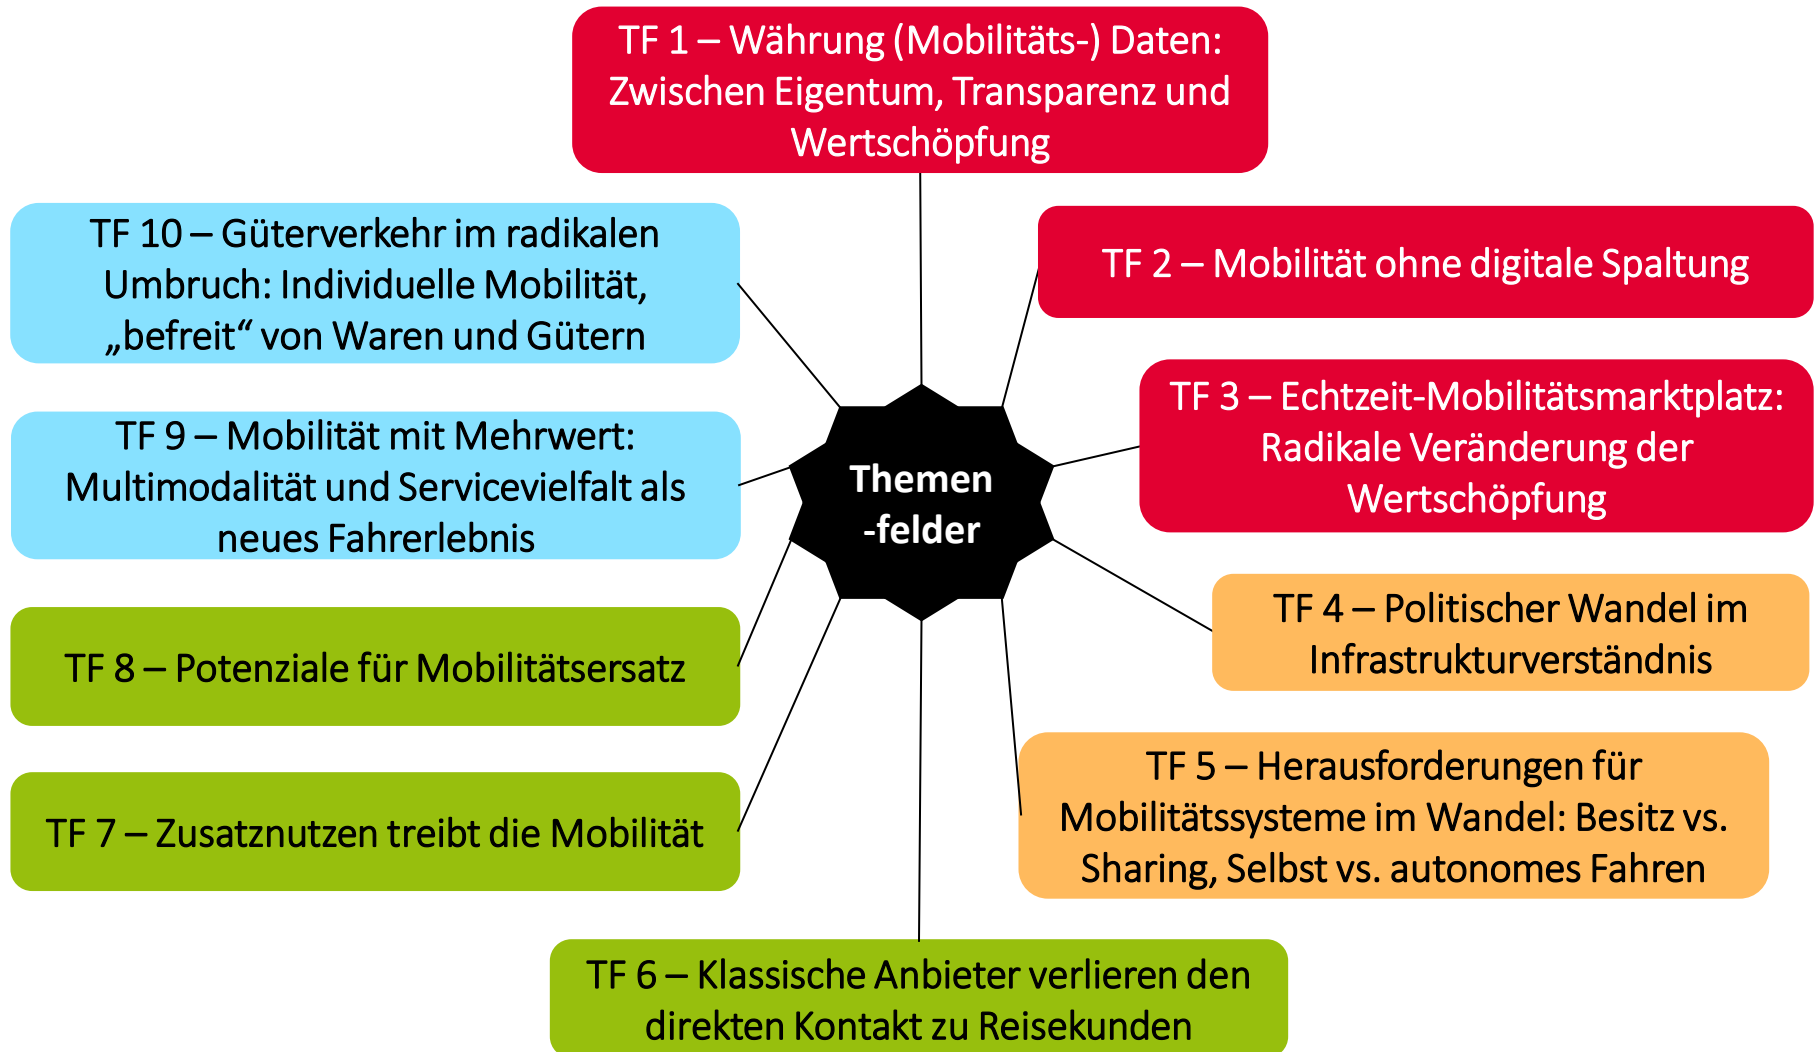 TF 1 – Währung (Mobilitäts-) Daten:
Zwischen Eigentum, Transparenz und
Wertschöpfung
TF 2 – Mobilität ohne digitale Spaltung
TF 3 – Echtzeit-Mobilitätsmarktplatz:
Radikale Veränderung der
Wertschöpfung
TF 4 – Politischer Wandel im
Infrastrukturverständnis
TF 5 – Herausforderungen für
Mobilitätssysteme im Wandel: Besitz vs.
Sharing, Selbst vs. autonomes Fahren
TF 6 – Klassische Anbieter verlieren den
direkten Kontakt zu Reisekunden
TF 7 – Zusatznutzen treibt die Mobilität
TF 8 – Potenziale für Mobilitätsersatz
TF 9 – Mobilität mit Mehrwert:
Multimodalität und Servicevielfalt als
neues Fahrerlebnis
TF 10 – Güterverkehr im radikalen
Umbruch: Individuelle Mobilität,
„befreit“ von Waren und Gütern
Themen
-felder